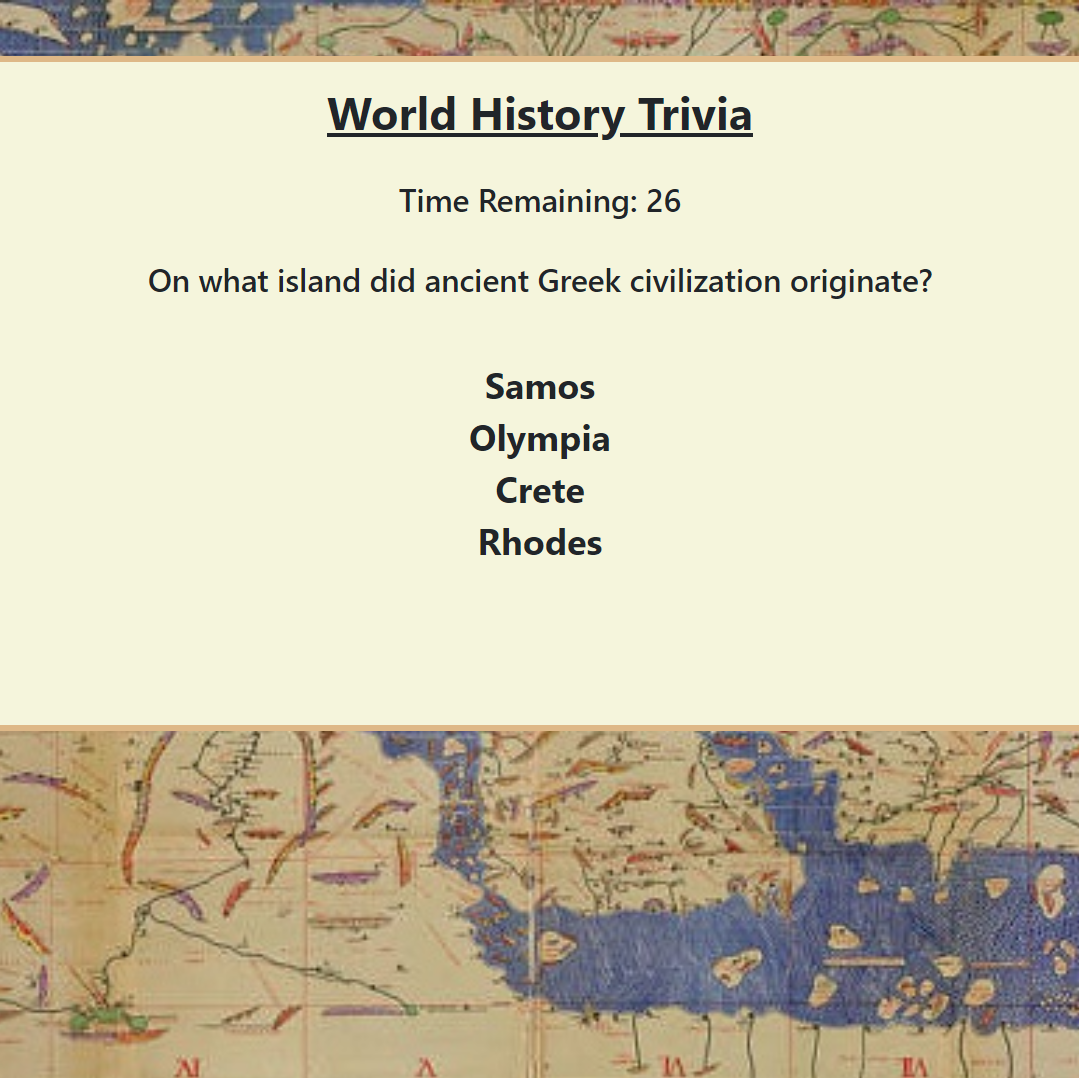 World History Trivia
Time Remaining: 26
On what island did ancient Greek civilization originate?
Samos
Olympia
Crete
Rhodes